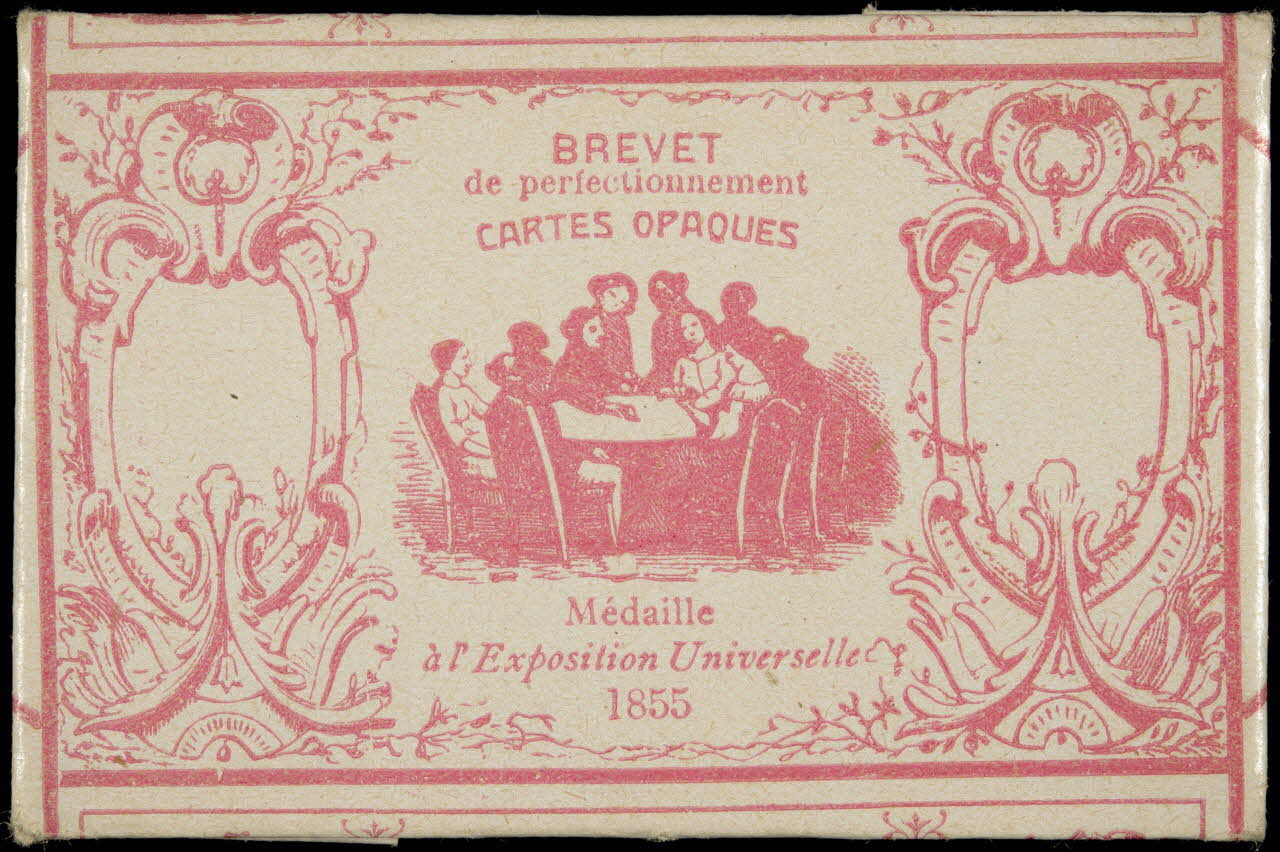 BREVET
de perfectionnement
CARTES OPAQUES
Médaille
à l'Exposition Universelle
1855